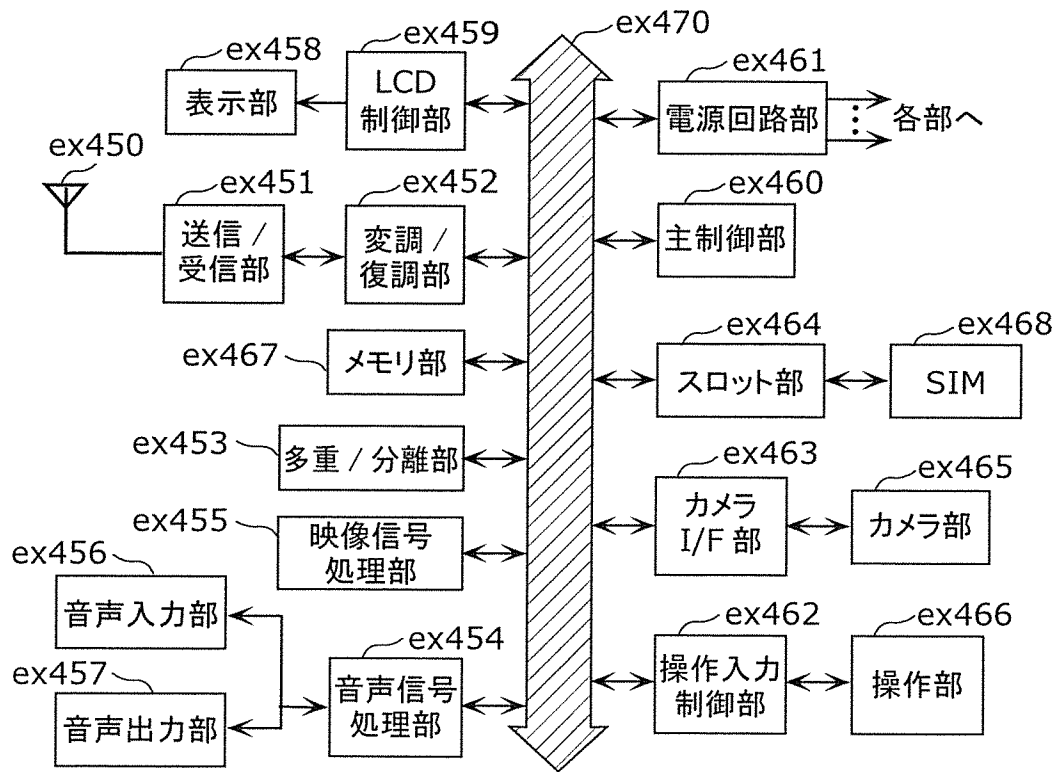 ex458
表示部
ex459
LCD
制御部
ex470
ex461
電源回路部
各部へ
ex450
ex451
送信 /
受信部
ex452
変調 /
復調部
ex460
主制御部
ex467
メモリ部
ex464
スロット部
ex468
SIM
ex453
多重 / 分離部
ex463
カメラ
I/F 部
ex465
カメラ部
ex455
映像信号
処理部
ex456
音声入力部
ex457
音声出力部
ex454
音声信号
処理部
ex462
操作入力
制御部
ex466
操作部